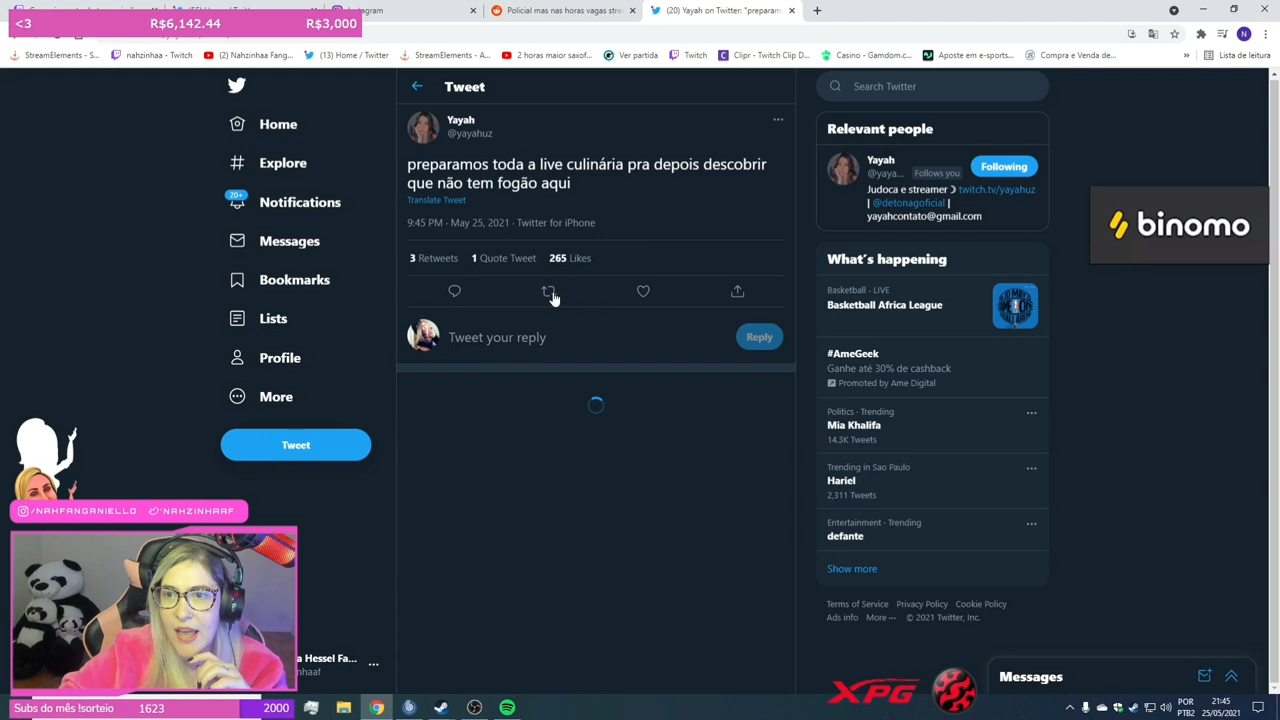 <3 R$6,142.44 R$3,000
Instagram
Policial mas nas horas vagas stre
(20) Yayah on Twitter: "preparam
StreamElements - S...
nahzinhaa - Twitch
Nahzinhaa Fang...
(13) Home / Twitter
StreamElements - A...
2 horas maior saxof...
Ver partida
Twitch
Clipr - Twitch Clip D...
Casino - Gamdom....
Aposte em e-sports...
Compra e Venda de...
»
Lista de leitura
Home
Explore
20+
Notifications
Messages
Bookmarks
Lists
Profile
More
Tweet
Tweet
Yayah
@yayahuz
preparamos toda a live culinária pra depois descobrir
que não tem fogão aqui
Translate Tweet
9:45 PM · May 25, 2021 · Twitter for iPhone
3 Retweets 1 Quote Tweet 265 Likes
Tweet your reply
Reply
Search Twitter
Relevant people
Yayah
@yaya... Follows you
Following
Judoca e streamer ☽ twitch.tv/yayahuz
| @detonagoficial |
yayahcontato@gmail.com
What's happening
Basketball · LIVE
Basketball Africa League
#AmeGeek
Ganhe até 30% de cashback
Promoted by Ame Digital
Politics · Trending
Mia Khalifa
14.3K Tweets
Trending in Sao Paulo
Hariel
2,311 Tweets
Entertainment · Trending
defante
Show more
Terms of Service Privacy Policy Cookie Policy
Ads info More ··· © 2021 Twitter, Inc.
binomo
/NAHFANGANIELLO /NAHZINHAAF
a Hessel Fa...
nhaaf
XPG
Messages
Subs do mês !sorteio 1623 2000
POR
PTB2
21:45
25/05/2021